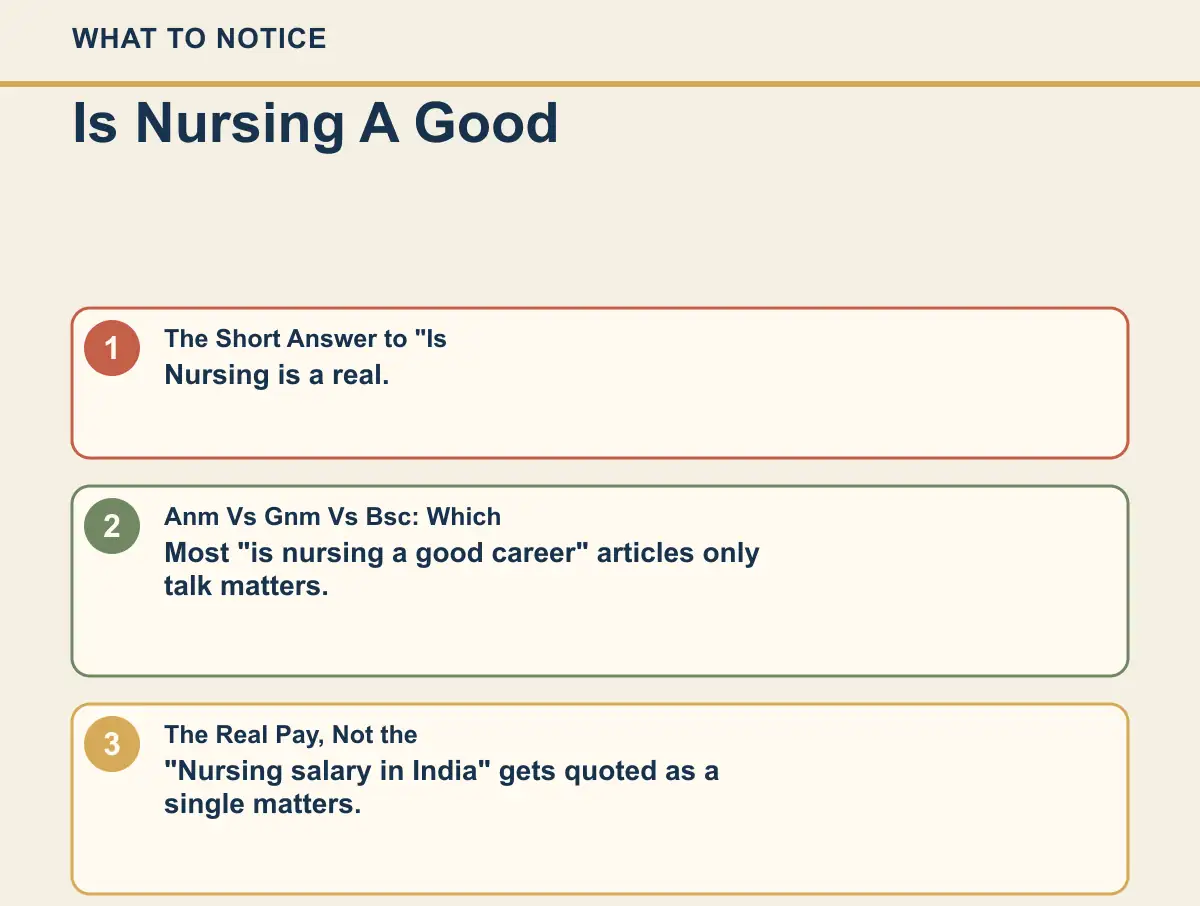 WHAT TO NOTICE
Is Nursing A Good
1
The Short Answer to "Is
Nursing is a real.
2
Anm Vs Gnm Vs Bsc: Which
Most "is nursing a good career" articles only
talk matters.
3
The Real Pay, Not the
"Nursing salary in India" gets quoted as a
single matters.